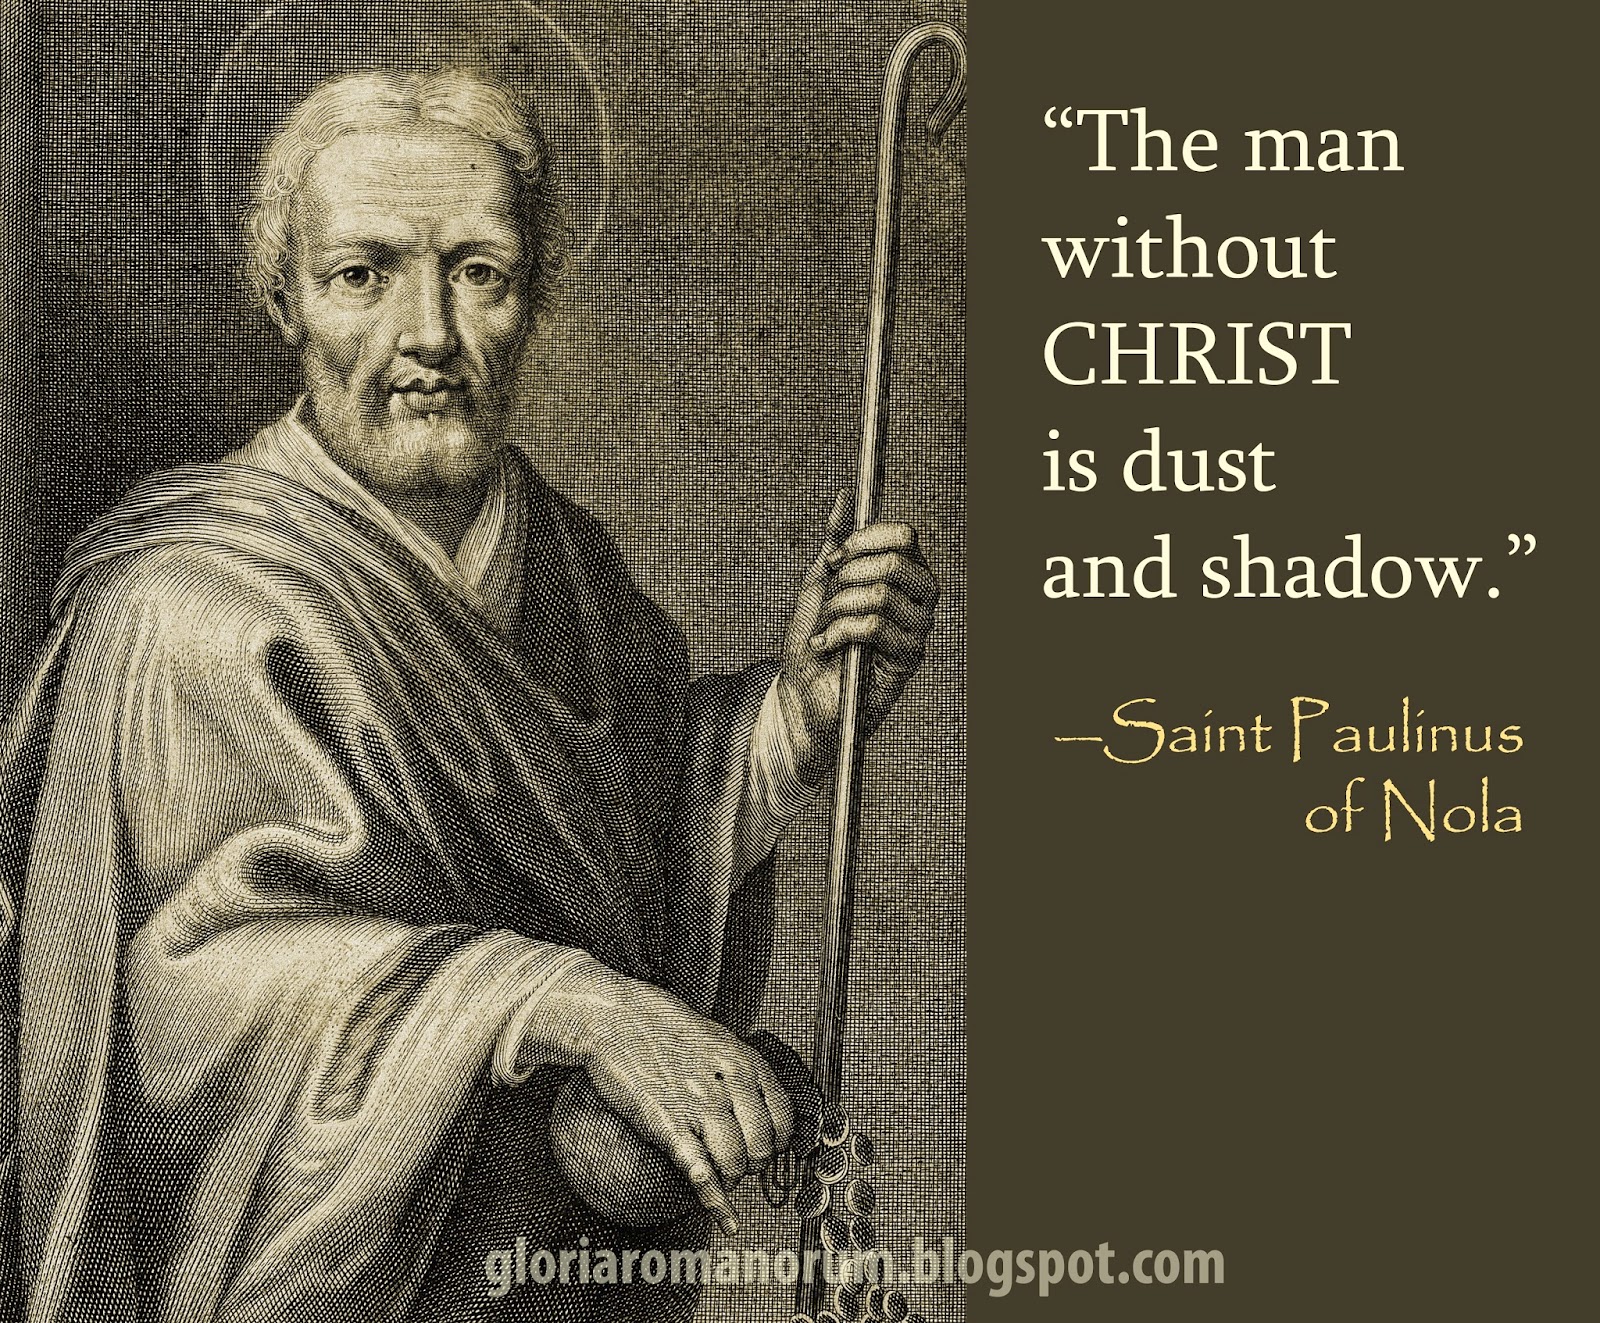 “The man
without
CHRIST
is dust
and shadow.”
—Saint Paulinus
of Nola
gloriaromanorum.blogspot.com